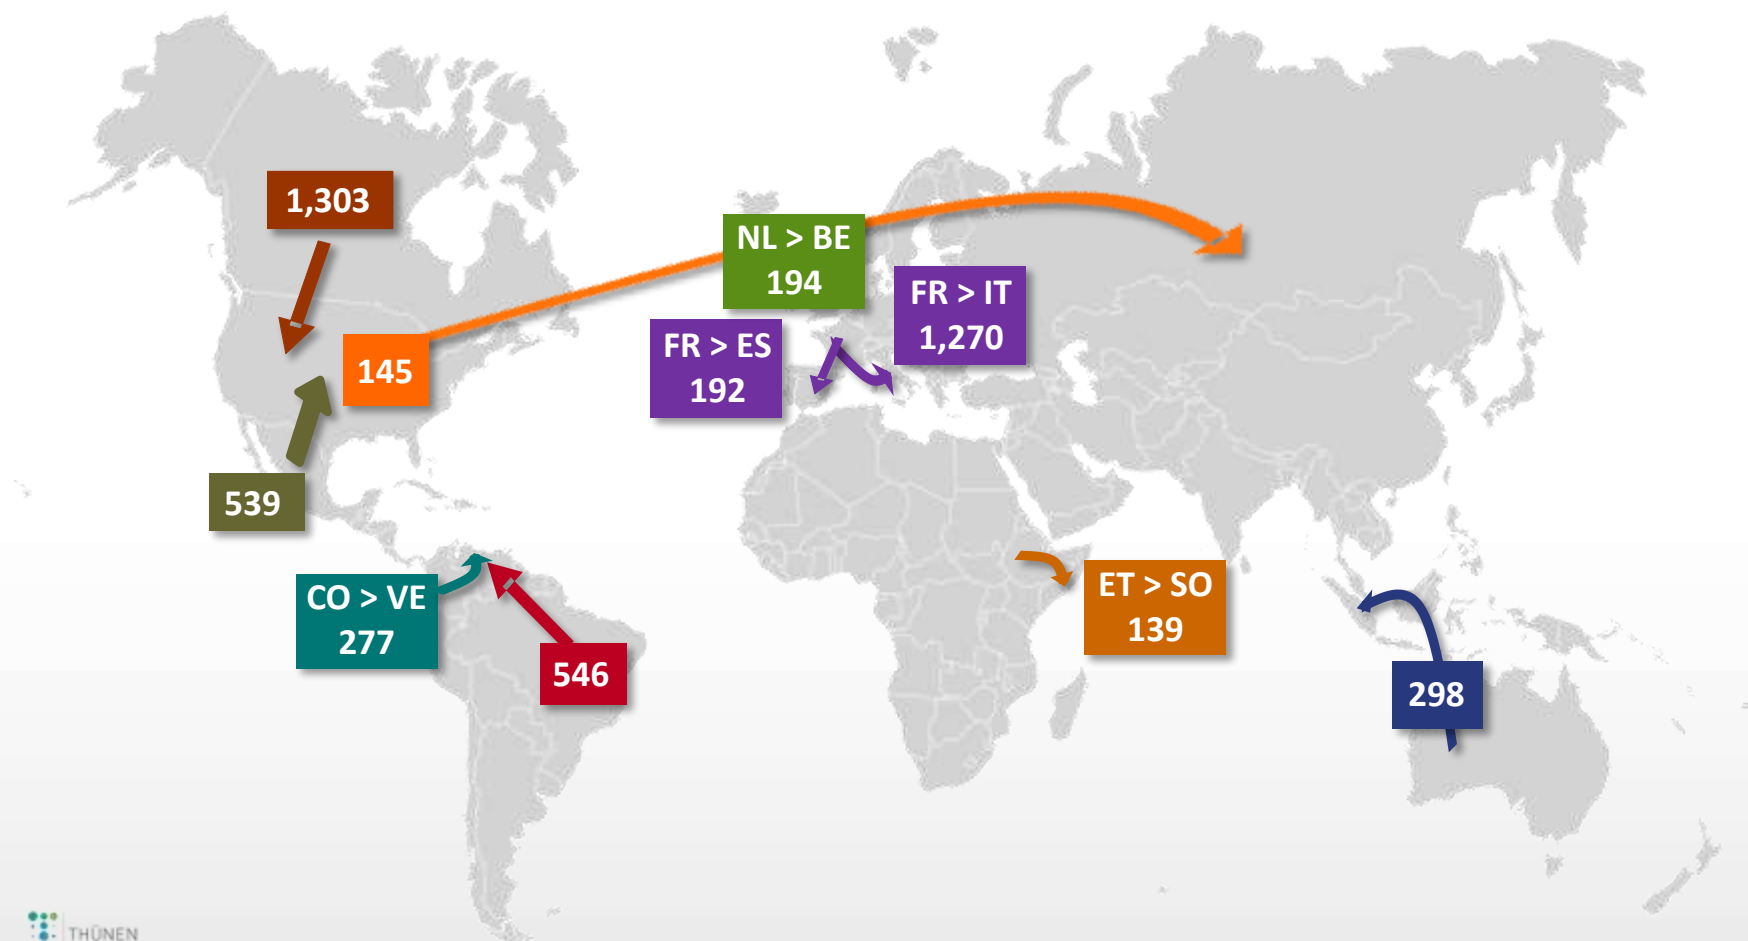 1,303
NL > BE
194
FR > IT
1,270
FR > ES
192
145
539
CO > VE
277
546
ET > SO
139
298
THÜNEN